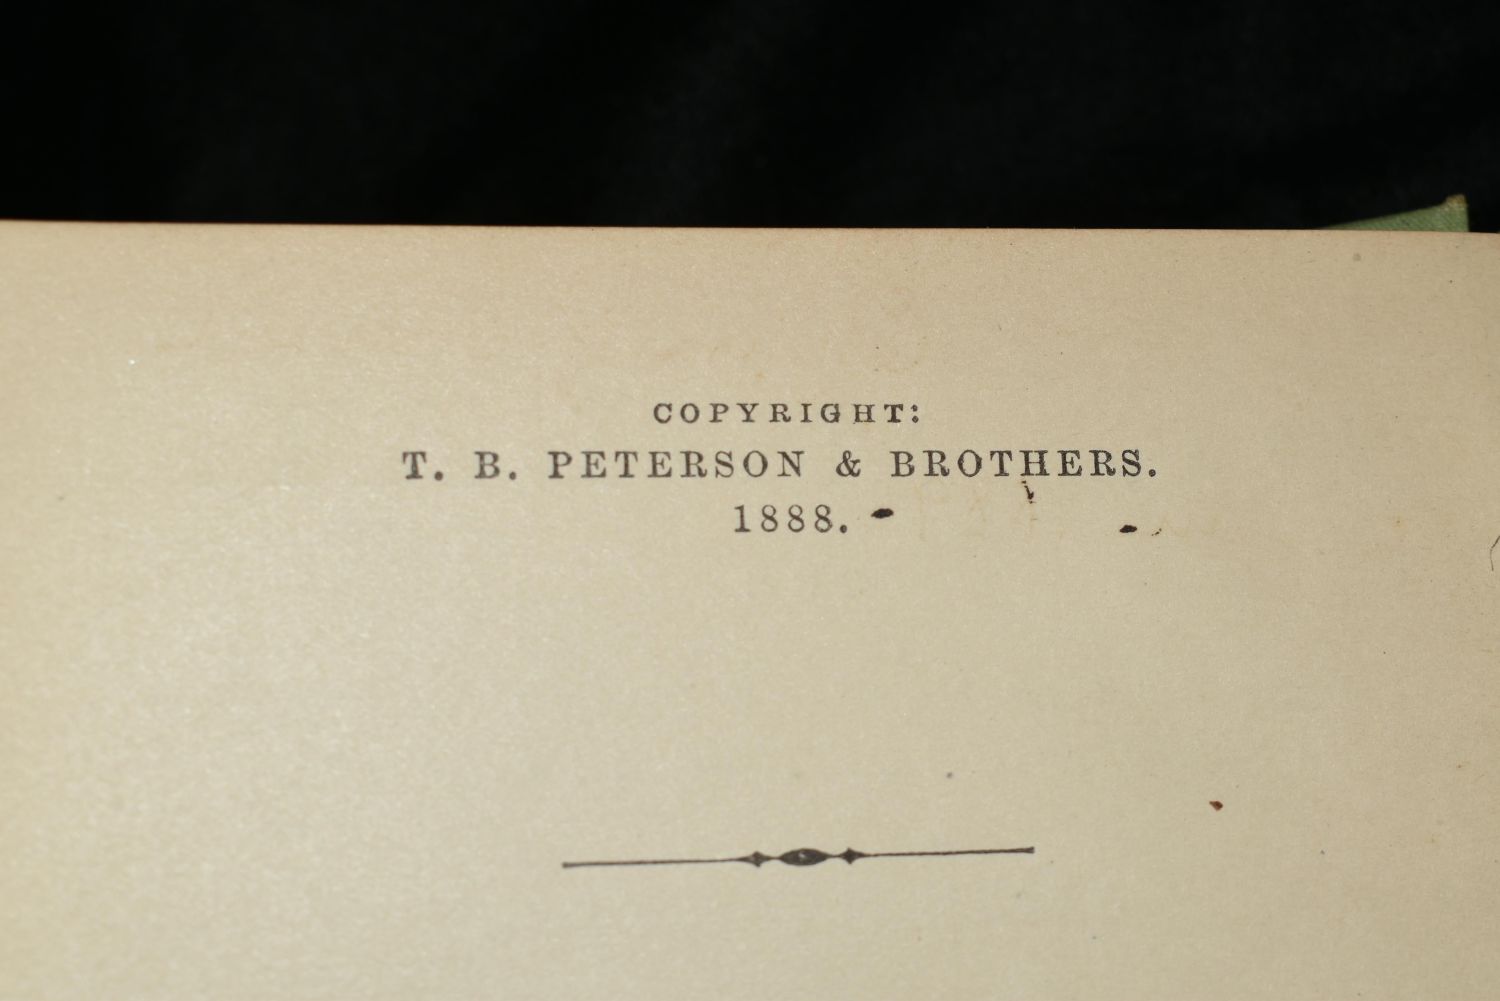 COPYRIGHT:
T. B. PETERSON & BROTHERS.
1888.